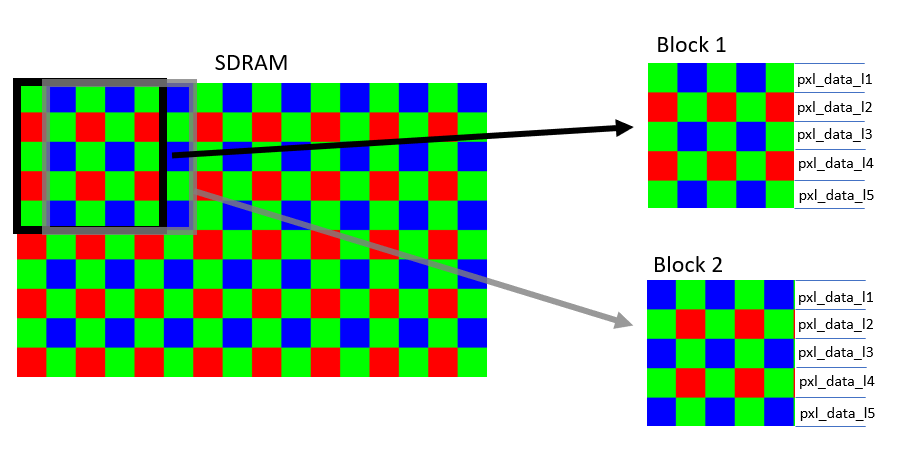 SDRAM
Block 1
pxl_data_l1
pxl_data_l2
pxl_data_l3
pxl_data_l4
pxl_data_l5
Block 2
pxl_data_l1
pxl_data_l2
pxl_data_l3
pxl_data_l4
pxl_data_l5